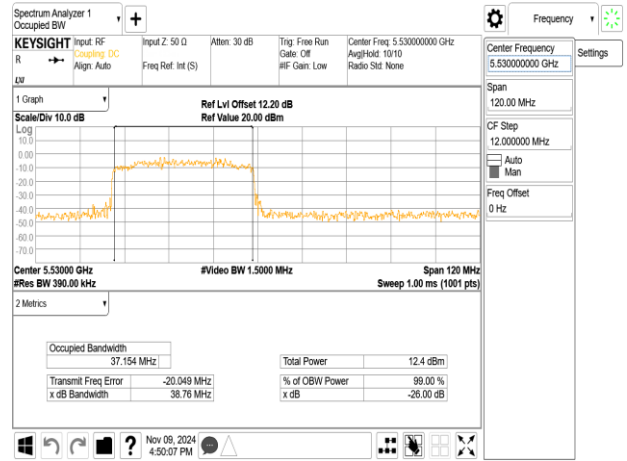 Spectrum Analyzer 1
Occupied BW
Frequency
KEYSIGHT
R
LXI
Input: RF
Coupling: DC
Align: Auto
Input Z: 50 Ω
Freq Ref: Int (S)
Atten: 30 dB
Trig: Free Run
Gate: Off
#IF Gain: Low
Center Freq: 5.530000000 GHz
Avg|Hold: 10/10
Radio Std: None
Center Frequency
5.530000000 GHz
Settings
Span
120.00 MHz
CF Step
12.000000 MHz
Auto
Man
Freq Offset
0 Hz
1 Graph
Scale/Div 10.0 dB
Ref Lvl Offset 12.20 dB
Ref Value 20.00 dBm
Log
10.0
0.00
-10.0
-20.0
-30.0
-40.0
-50.0
-60.0
-70.0
Center 5.53000 GHz
#Video BW 1.5000 MHz
Span 120 MHz
#Res BW 390.00 kHz
Sweep 1.00 ms (1001 pts)
2 Metrics
Occupied Bandwidth
37.154 MHz
Total Power 12.4 dBm
Transmit Freq Error -20.049 MHz
% of OBW Power 99.00 %
x dB Bandwidth 38.76 MHz
x dB -26.00 dB
?
Nov 09, 2024
4:50:07 PM